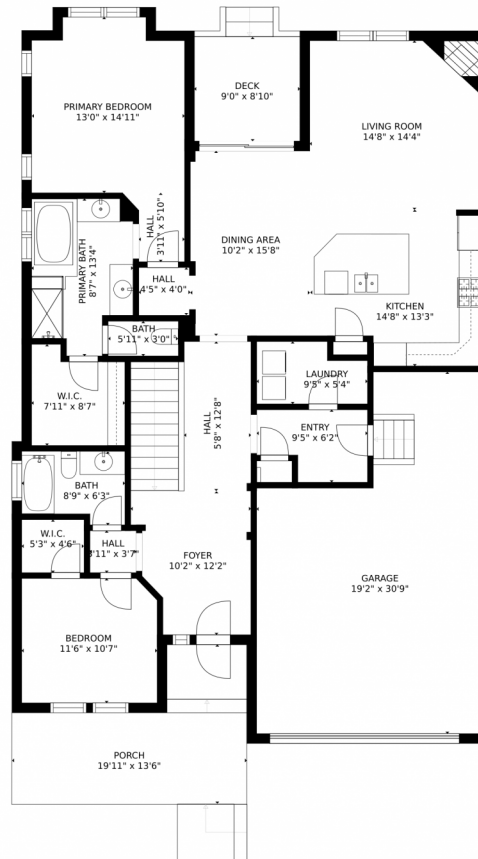 DECK
9'0" x 8'10"
PRIMARY BEDROOM
13'0" x 14'11"
LIVING ROOM
14'8" x 14'4"
HALL
3'11" x 5'10"
DINING AREA
10'2" x 15'8"
PRIMARY BATH
8'7" x 13'4"
HALL
4'5" x 4'0"
KITCHEN
14'8" x 13'3"
BATH
5'11" x 3'0"
LAUNDRY
9'5" x 5'4"
W.I.C.
7'11" x 8'7"
HALL
5'8" x 12'8"
ENTRY
9'5" x 6'2"
BATH
8'9" x 6'3"
W.I.C.
5'3" x 4'6"
HALL
3'11" x 3'7"
FOYER
10'2" x 12'2"
GARAGE
19'2" x 30'9"
BEDROOM
11'6" x 10'7"
PORCH
19'11" x 13'6"